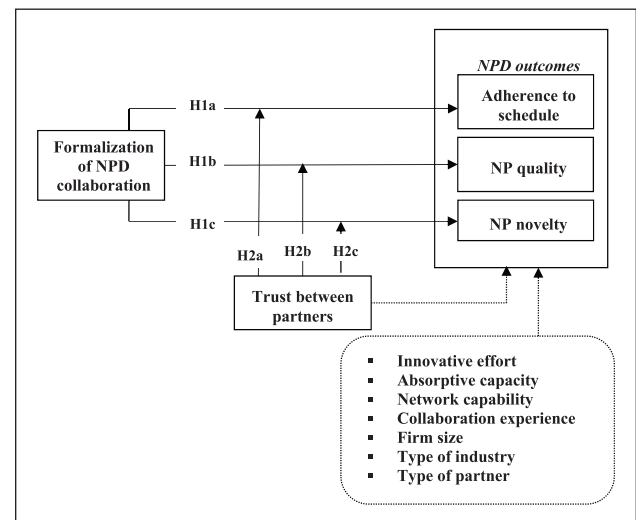 NPD outcomes
H1a
Adherence to
schedule
Formalization
of NPD
collaboration
H1b
NP quality
H1c
NP novelty
H2a
H2b
H2c
Trust between
partners
▪ Innovative effort
▪ Absorptive capacity
▪ Network capability
▪ Collaboration experience
▪ Firm size
▪ Type of industry
▪ Type of partner